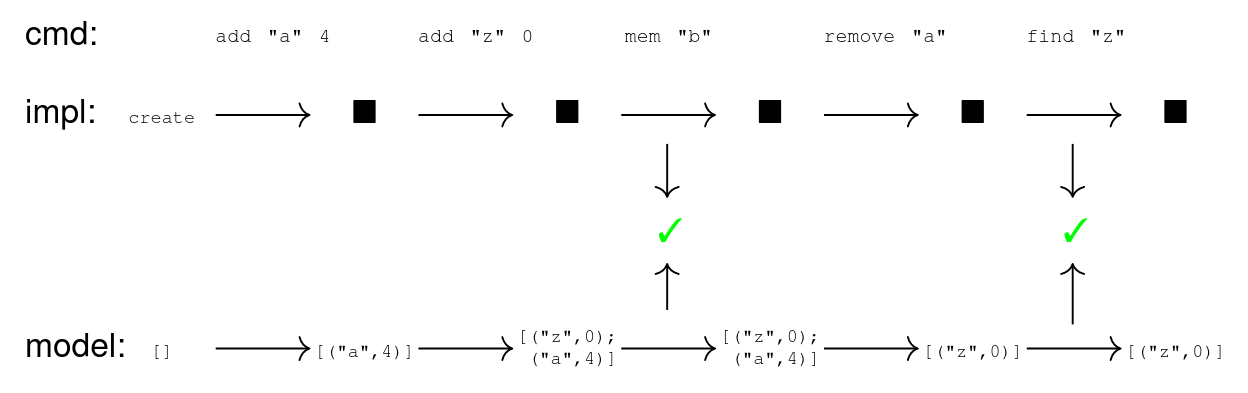 cmd: add "a" 4 add "z" 0 mem "b" remove "a" find "z"
impl: create
model: [] [("a",4)] [("z",0); ("a",4)] [("z",0); ("a",4)] [("z",0)] [("z",0)]